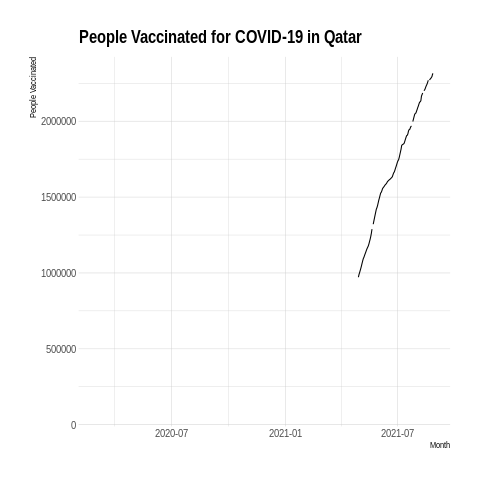 People Vaccinated for COVID-19 in Qatar
People Vaccinated
2000000
1500000
1000000
500000
0
2020-07
2021-01
2021-07
Month